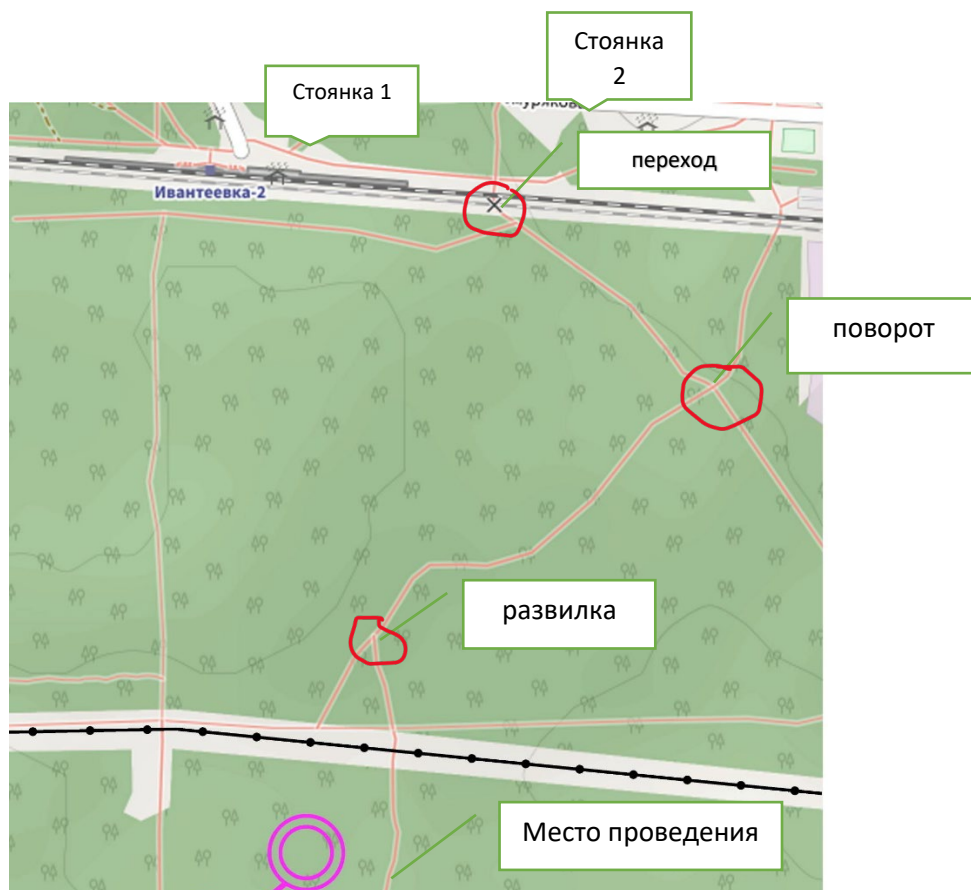 Стоянка
2
Стоянка 1
переход
Ивантеевка-2
поворот
развилка
Место проведения